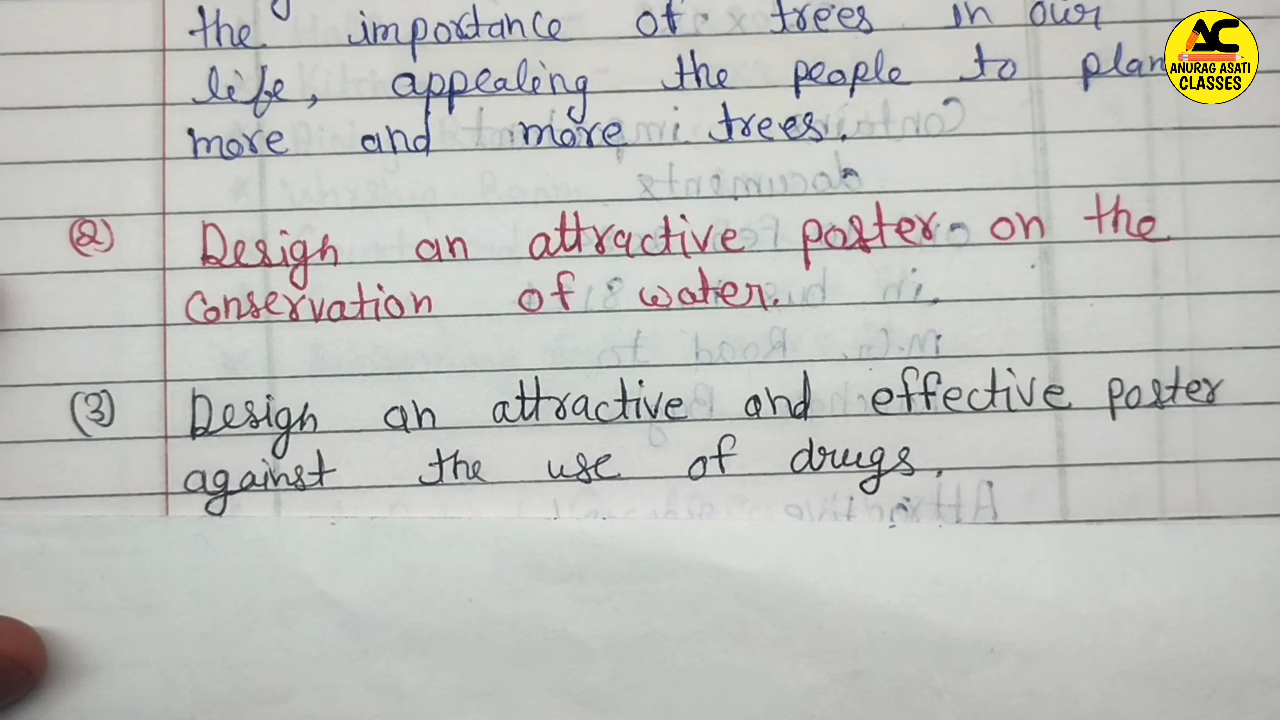 the importance of trees in our
life, appealing the people to plan
more and more trees.
(2) Design an attractive poster on the
conservation of water.
(3) Design an attractive and effective poster
against the use of drugs.
AC
ANURAG ASATI
CLASSES